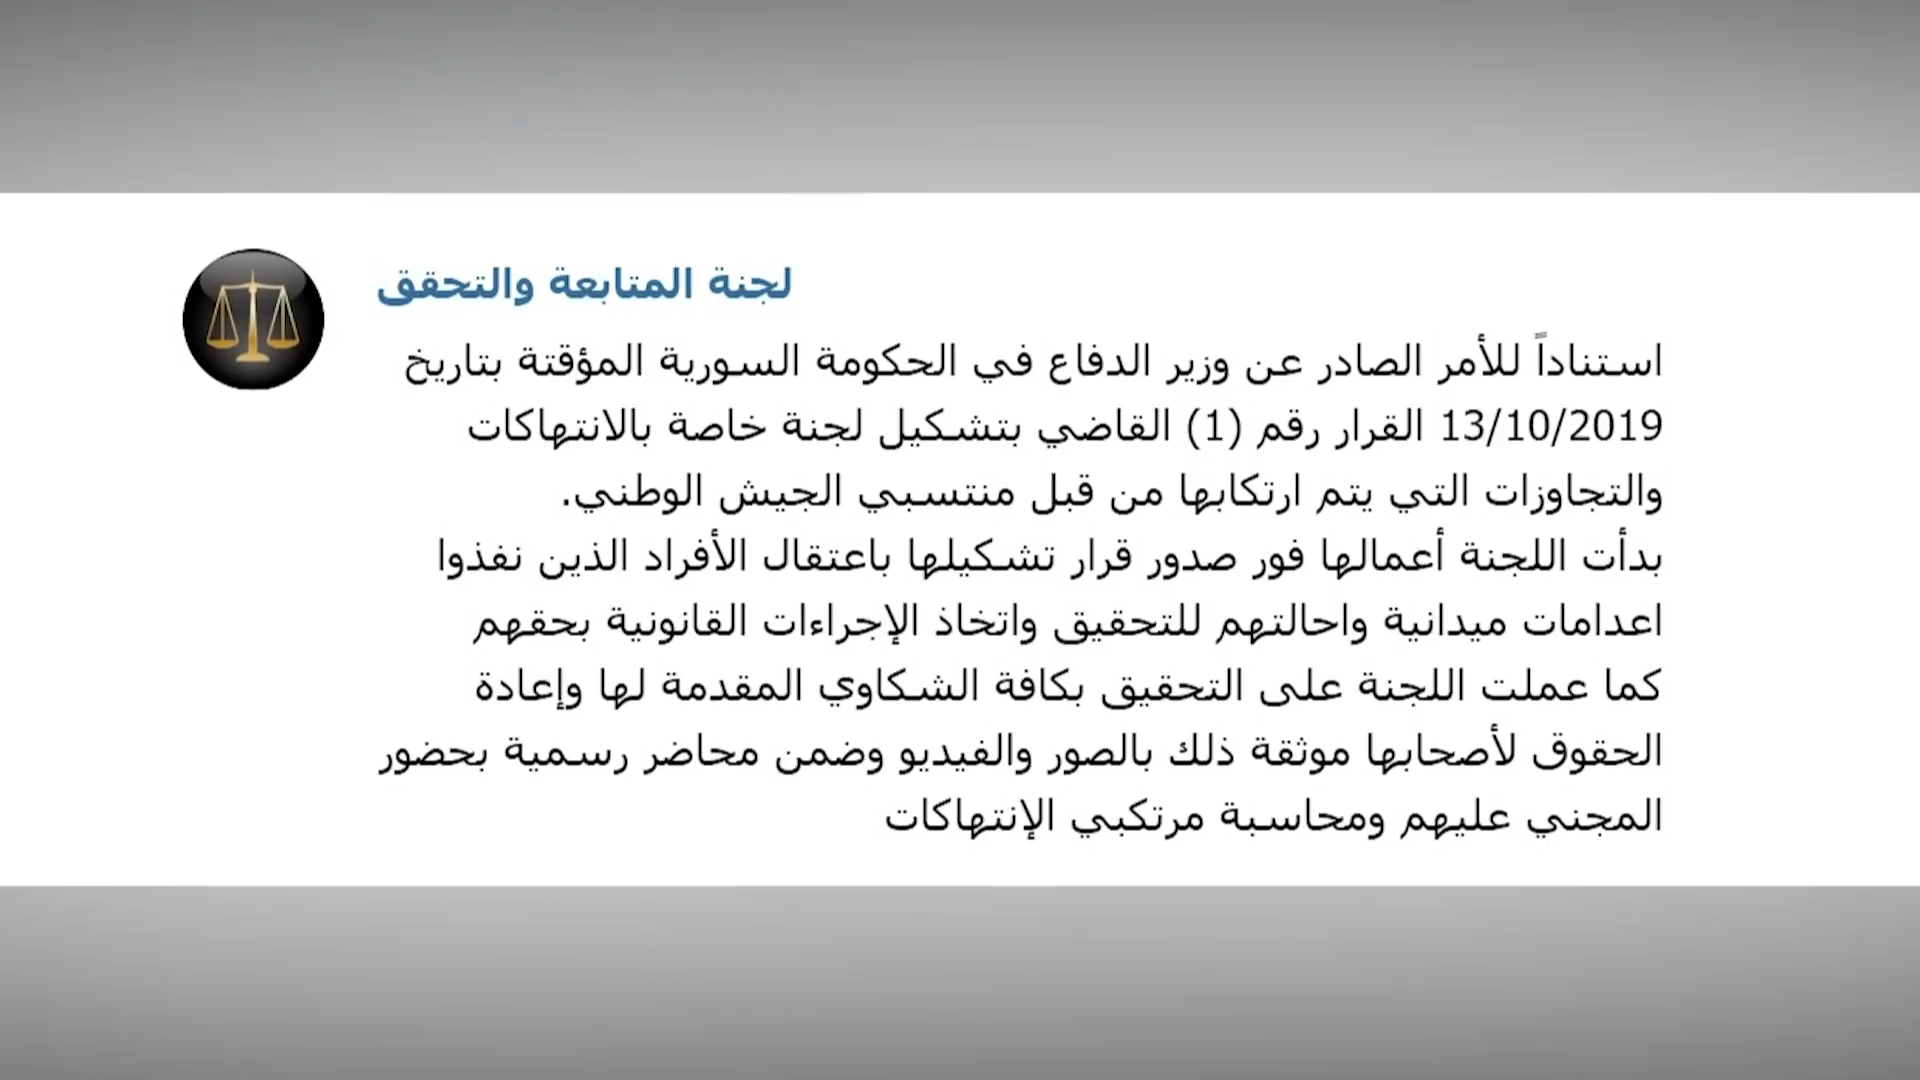 لجنة المتابعة والتحقق
استناداً للأمر الصادر عن وزير الدفاع في الحكومة السورية المؤقتة بتاريخ
13/10/2019 القرار رقم (1) القاضي بتشكيل لجنة خاصة بالانتهاكات
والتجاوزات التي يتم ارتكابها من قبل منتسبي الجيش الوطني.
بدأت اللجنة أعمالها فور صدور قرار تشكيلها باعتقال الأفراد الذين نفذوا
اعدامات ميدانية واحالتهم للتحقيق واتخاذ الإجراءات القانونية بحقهم
كما عملت اللجنة على التحقيق بكافة الشكاوي المقدمة لها وإعادة
الحقوق لأصحابها موثقة ذلك بالصور والفيديو وضمن محاضر رسمية بحضور
المجني عليهم ومحاسبة مرتكبي الإنتهاكات